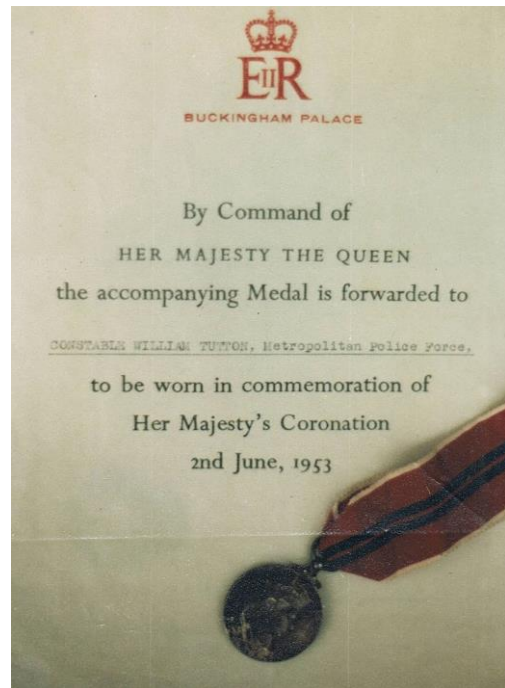 EIIR
BUCKINGHAM PALACE
By Command of
HER MAJESTY THE QUEEN
the accompanying Medal is forwarded to
CONSTABLE WILLIAM TUTTON, Metropolitan Police Force,
to be worn in commemoration of
Her Majesty's Coronation
2nd June, 1953